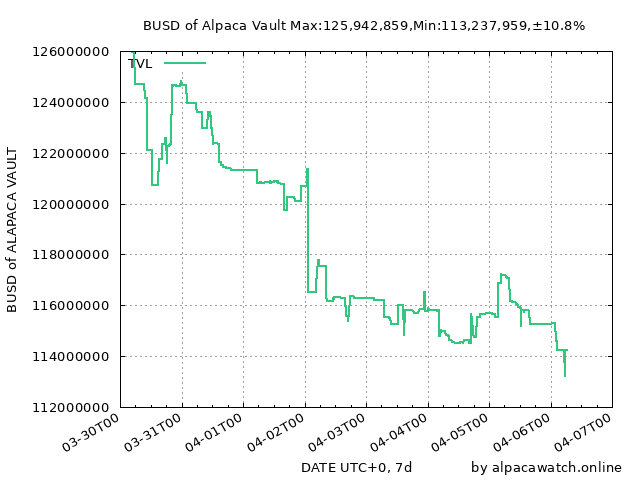 BUSD of Alpaca Vault Max:125,942,859,Min:113,237,959,±10.8%
126000000
TVL
124000000
122000000
120000000
118000000
116000000
114000000
112000000
BUSD of ALAPACA VAULT
03-30T00
03-31T00
04-01T00
04-02T00
04-03T00
04-04T00
04-05T00
04-06T00
04-07T00
DATE UTC+0, 7d
by alpacawatch.online